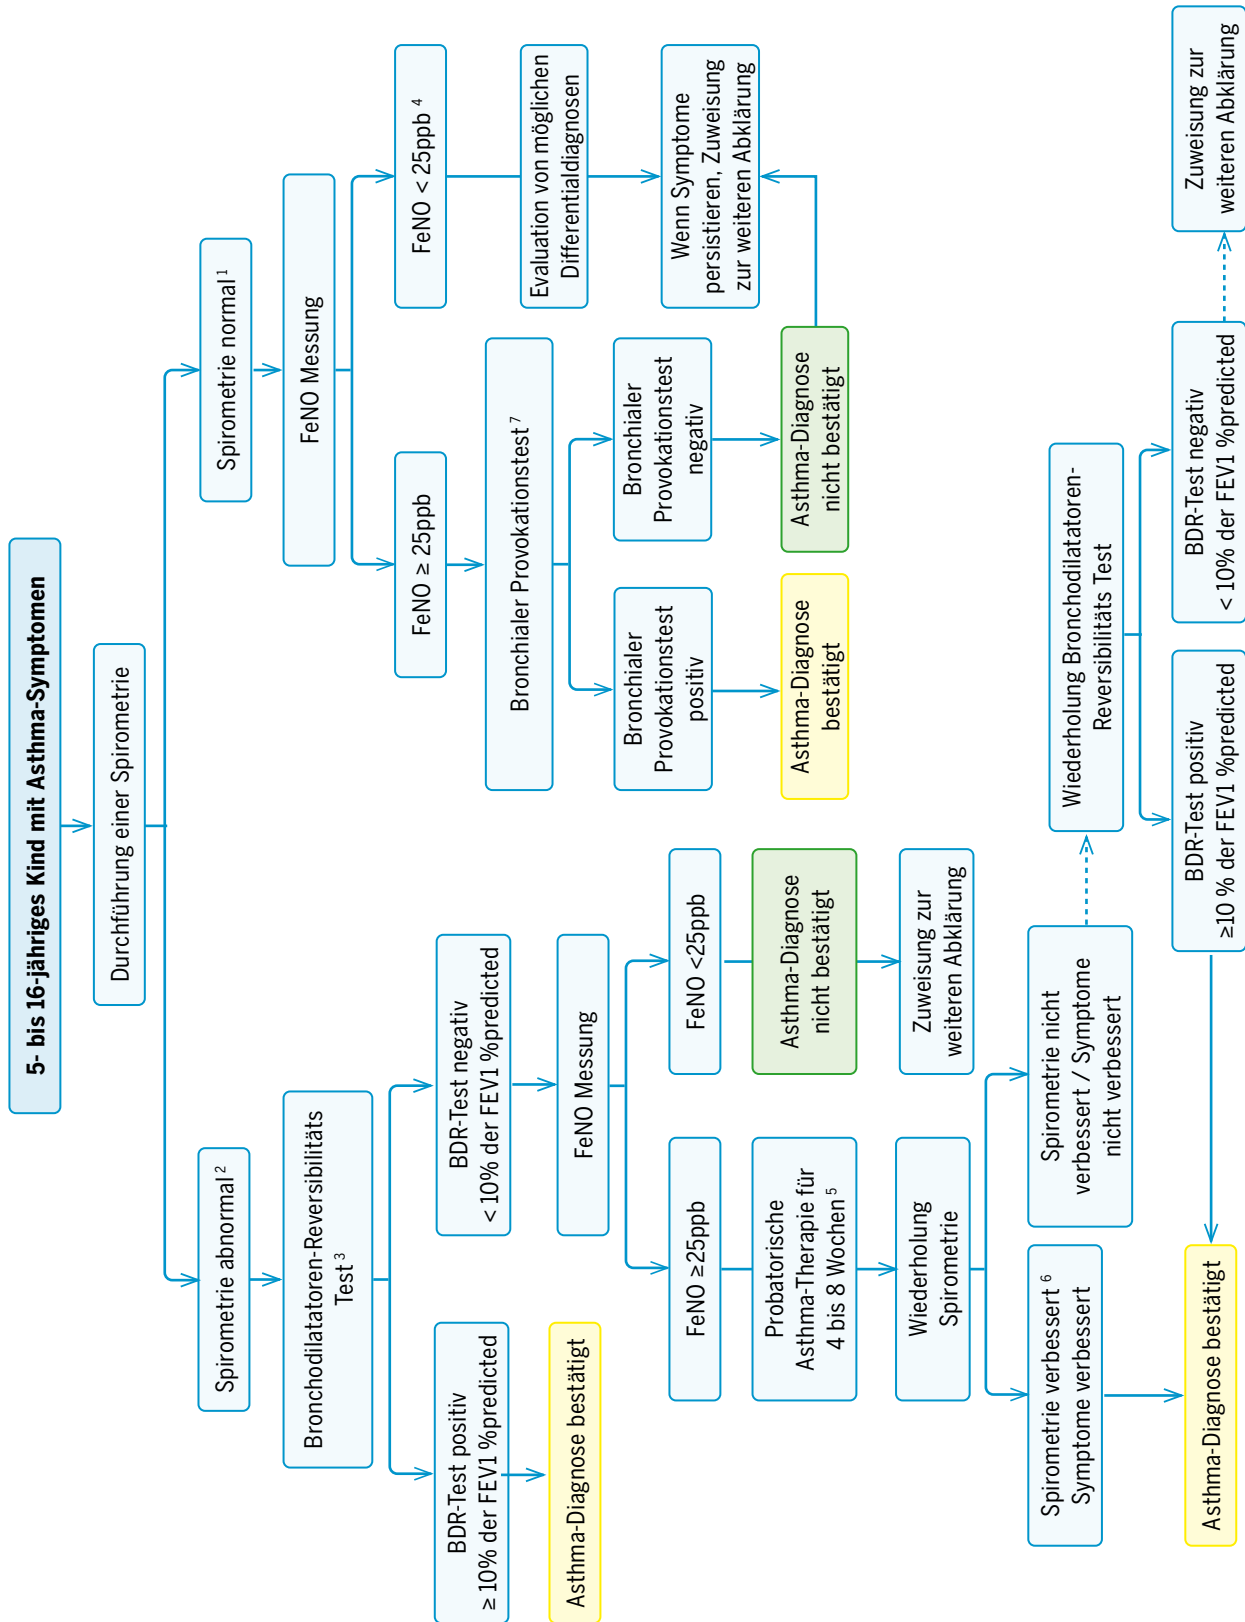 5- bis 16-jähriges Kind mit Asthma-Symptomen
Durchführung einer Spirometrie
Spirometrie abnormal 2
Bronchodilatatoren-Reversibilitäts
Test 3
BDR-Test positiv
≥ 10% der FEV1 %predicted
Asthma-Diagnose bestätigt
BDR-Test negativ
< 10% der FEV1 %predicted
FeNO Messung
FeNO ≥25ppb
Probatorische
Asthma-Therapie für
4 bis 8 Wochen 5
Wiederholung
Spirometrie
Spirometrie verbessert 6
Symptome verbessert
Asthma-Diagnose bestätigt
Spirometrie nicht
verbessert / Symptome
nicht verbessert
Wiederholung Bronchodilatatoren-
Reversibilitäts Test
BDR-Test positiv
≥10 % der FEV1 %predicted
BDR-Test negativ
< 10% der FEV1 %predicted
Zuweisung zur
weiteren Abklärung
FeNO <25ppb
Asthma-Diagnose
nicht bestätigt
Zuweisung zur
weiteren Abklärung
Spirometrie normal 1
FeNO Messung
FeNO ≥ 25ppb
Bronchialer Provokationstest 7
Bronchialer
Provokationstest
positiv
Asthma-Diagnose
bestätigt
Bronchialer
Provokationstest
negativ
Asthma-Diagnose
nicht bestätigt
FeNO < 25ppb 4
Evaluation von möglichen
Differentialdiagnosen
Wenn Symptome
persistieren, Zuweisung
zur weiteren Abklärung